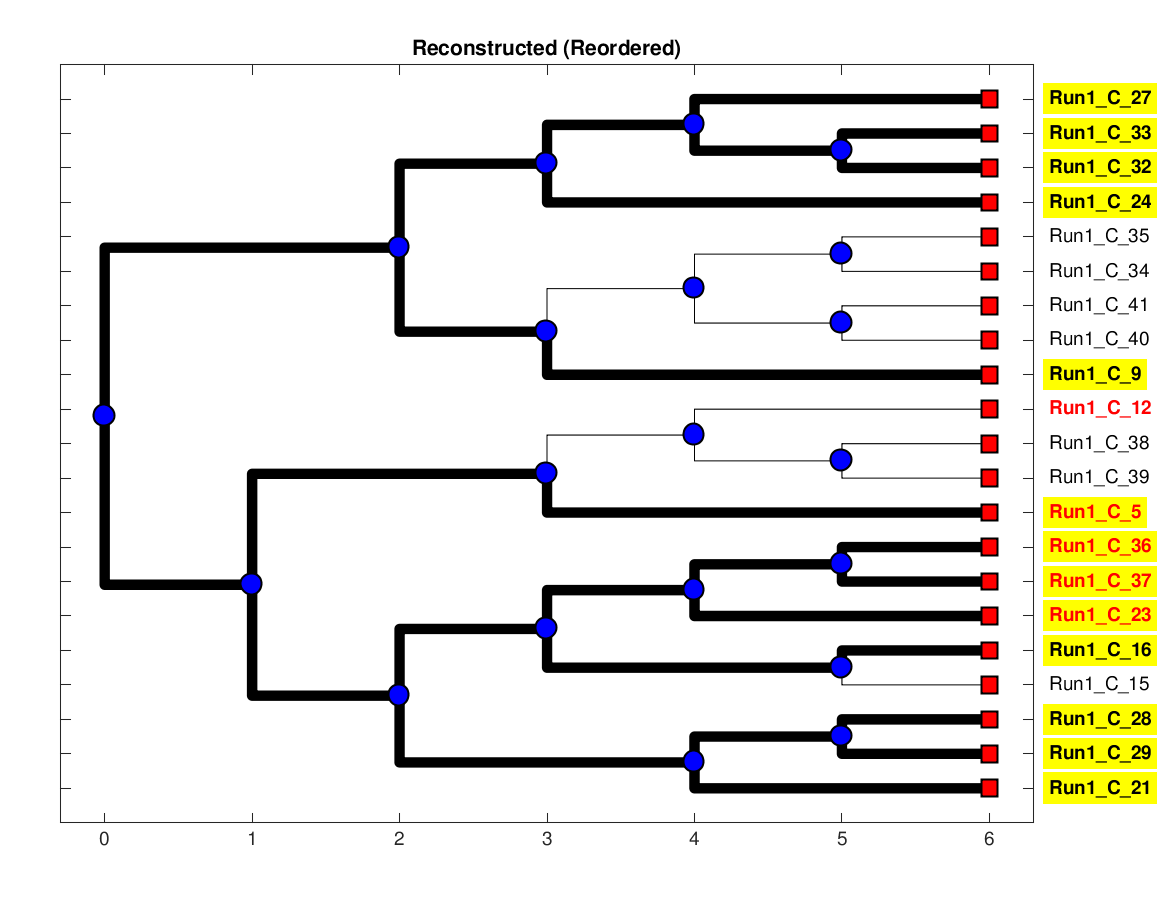 Reconstructed (Reordered)
Run1_C_27
Run1_C_33
Run1_C_32
Run1_C_24
Run1_C_35
Run1_C_34
Run1_C_41
Run1_C_40
Run1_C_9
Run1_C_12
Run1_C_38
Run1_C_39
Run1_C_5
Run1_C_36
Run1_C_37
Run1_C_23
Run1_C_16
Run1_C_15
Run1_C_28
Run1_C_29
Run1_C_21
0 1 2 3 4 5 6